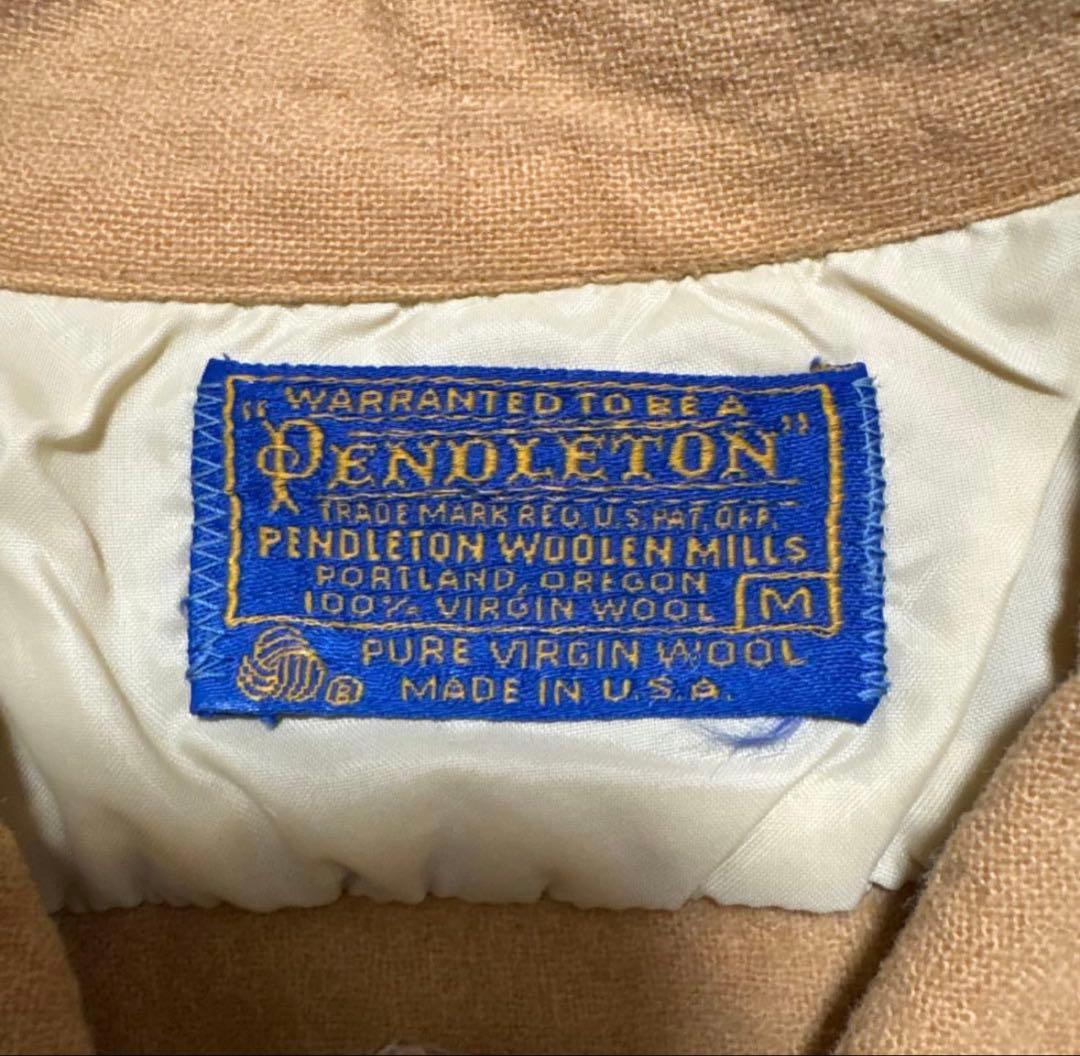 WARRANTED TO BE A
"PENDLETON"
TRADE MARK REG. U.S. PAT. OFF.
PENDLETON WOOLEN MILLS
PORTLAND, OREGON
100% VIRGIN WOOL M
PURE VIRGIN WOOL
® MADE IN U.S.A.